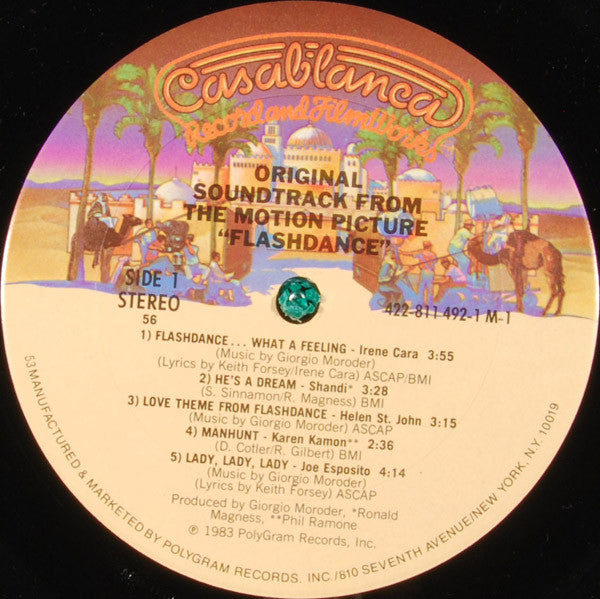 Casablanca
Record and FilmWorks
ORIGINAL
SOUNDTRACK FROM
THE MOTION PICTURE
"FLASHDANCE"
SIDE 1
STEREO
422-811 492-1 M-1
56
1) FLASHDANCE... WHAT A FEELING - Irene Cara 3:55
(Music by Giorgio Moroder)
(Lyrics by Keith Forsey/Irene Cara) ASCAP/BMI
2) HE'S A DREAM - Shandi* 3:28
(S. Sinnamon/R. Magness) BMI
3) LOVE THEME FROM FLASHDANCE - Helen St. John 3:15
(Music by Giorgio Moroder) ASCAP
4) MANHUNT - Karen Kamon** 2:36
(D. Cotler/R. Gilbert) BMI
5) LADY, LADY, LADY - Joe Esposito 4:14
(Music by Giorgio Moroder)
(Lyrics by Keith Forsey) ASCAP
Produced by Giorgio Moroder, *Ronald
Magness, **Phil Ramone
℗ 1983 PolyGram Records, Inc.
53 MANUFACTURED & MARKETED BY POLYGRAM RECORDS, INC./810 SEVENTH AVENUE/NEW YORK, N.Y. 10019